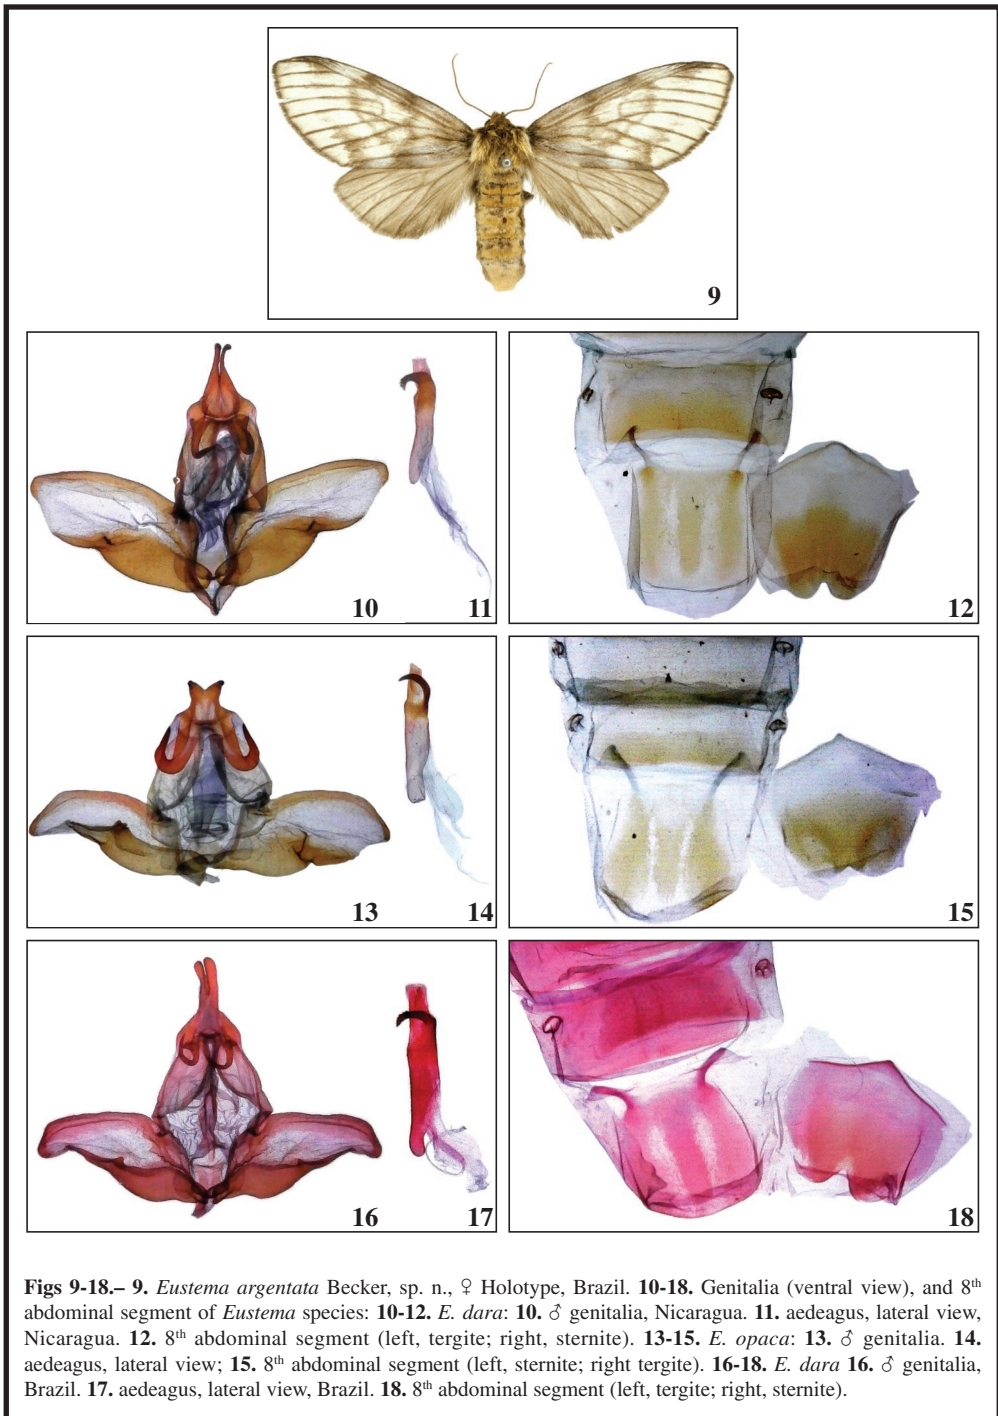 9
10
11
12
13
14
15
16
17
18
Figs 9-18.– 9. Eustema argentata Becker, sp. n., ♀ Holotype, Brazil. 10-18. Genitalia (ventral view), and 8th
abdominal segment of Eustema species: 10-12. E. dara: 10. ♂ genitalia, Nicaragua. 11. aedeagus, lateral view,
Nicaragua. 12. 8th abdominal segment (left, tergite; right, sternite). 13-15. E. opaca: 13. ♂ genitalia. 14.
aedeagus, lateral view; 15. 8th abdominal segment (left, sternite; right tergite). 16-18. E. dara 16. ♂ genitalia,
Brazil. 17. aedeagus, lateral view, Brazil. 18. 8th abdominal segment (left, tergite; right, sternite).